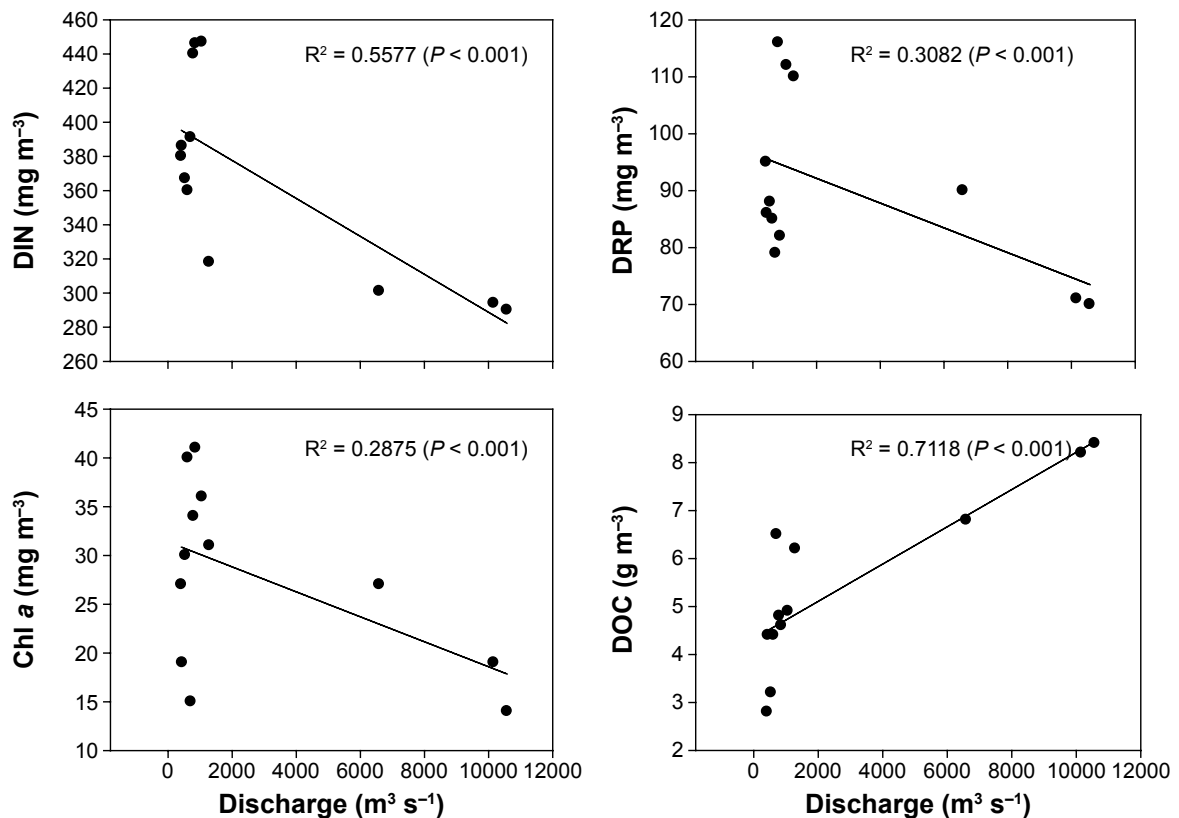 DIN (mg m⁻³)
460
440
420
400
380
360
340
320
300
280
260
R² = 0.5577 (P < 0.001)
DRP (mg m⁻³)
120
110
100
90
80
70
60
R² = 0.3082 (P < 0.001)
Chl a (mg m⁻³)
45
40
35
30
25
20
15
10
R² = 0.2875 (P < 0.001)
0 2000 4000 6000 8000 10000 12000
Discharge (m³ s⁻¹)
DOC (g m⁻³)
9
8
7
6
5
4
3
2
R² = 0.7118 (P < 0.001)
0 2000 4000 6000 8000 10000 12000
Discharge (m³ s⁻¹)